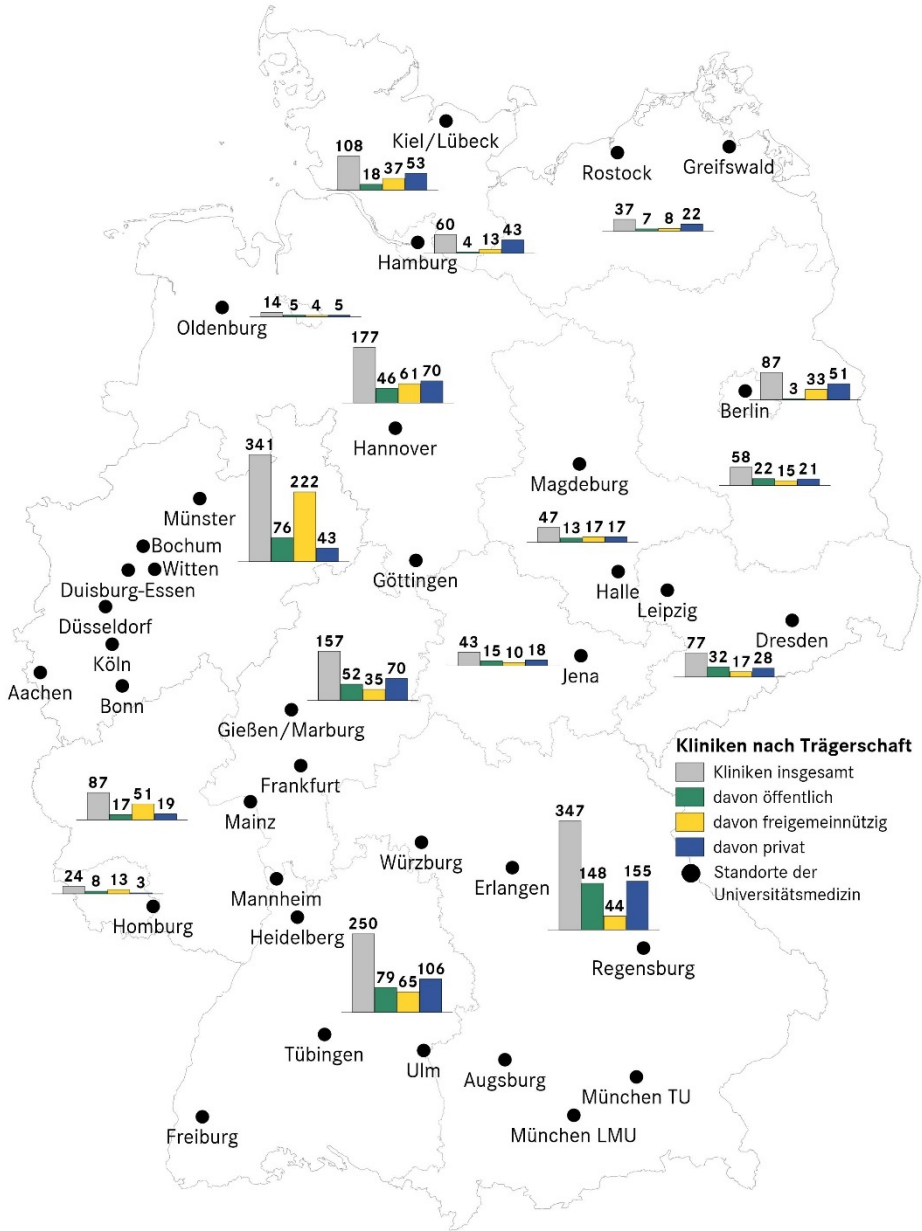 Kiel/Lübeck
108
18
37
53
Rostock
Greifswald
37
7
8
22
60
4
13
43
Hamburg
14
5
4
5
Oldenburg
177
46
61
70
Hannover
87
3
33
51
Berlin
58
22
15
21
341
76
222
43
Münster
Magdeburg
47
13
17
17
Bochum
Witten
Duisburg-Essen
Göttingen
Halle
Leipzig
Düsseldorf
Dresden
Köln
43
15
10
18
Jena
77
32
17
28
Aachen
Bonn
157
52
35
70
Gießen/Marburg
Frankfurt
Mainz
87
17
51
19
Kliniken nach Trägerschaft
Kliniken insgesamt
davon öffentlich
davon freigemeinnützig
davon privat
Standorte der
Universitätsmedizin
347
148
44
155
Würzburg
Erlangen
24
8
13
3
Homburg
Mannheim
Heidelberg
Regensburg
250
79
65
106
Tübingen
Ulm
Augsburg
München TU
München LMU
Freiburg